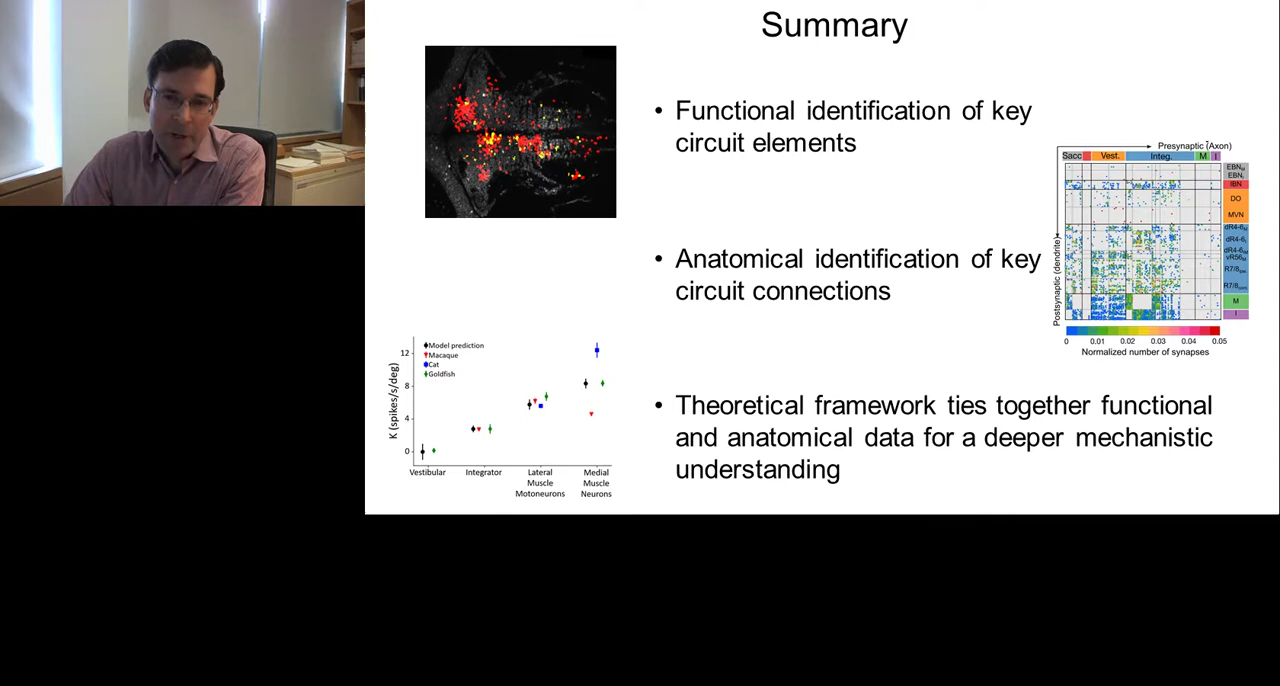 Summary
• Functional identification of key
circuit elements
• Anatomical identification of key
circuit connections
• Theoretical framework ties together functional
and anatomical data for a deeper mechanistic
understanding
Presynaptic (Axon)
Sacc Vest. Integ. M I
Postsynaptic (dendrite)
IBN
DO
MVN
M
I
0 0.01 0.02 0.03 0.04 0.05
Normalized number of synapses
K (spikes/s/deg)
12
8
4
0
Model prediction
Macaque
Cat
Goldfish
Vestibular
Integrator
Lateral
Muscle
Motoneurons
Medial
Muscle
Neurons